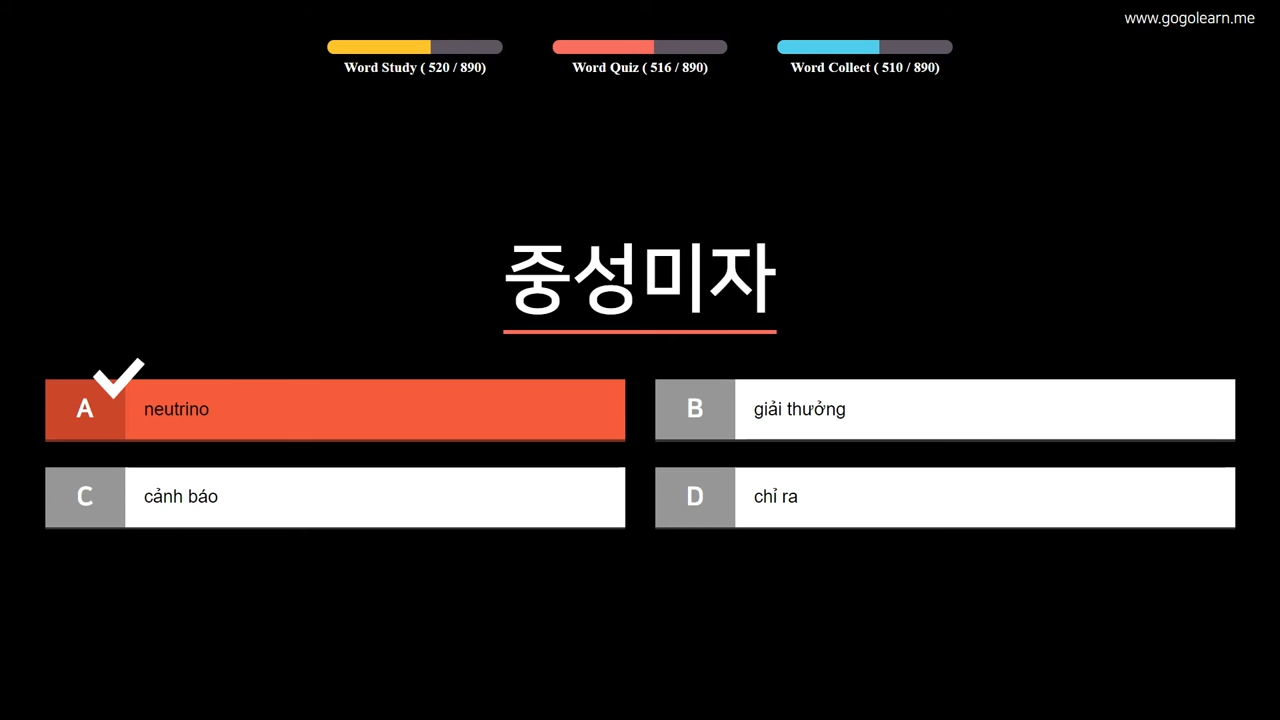 www.gogolearn.me
Word Study ( 520 / 890)
Word Quiz ( 516 / 890)
Word Collect ( 510 / 890)
중성미자
A neutrino
B giải thưởng
C cảnh báo
D chỉ ra